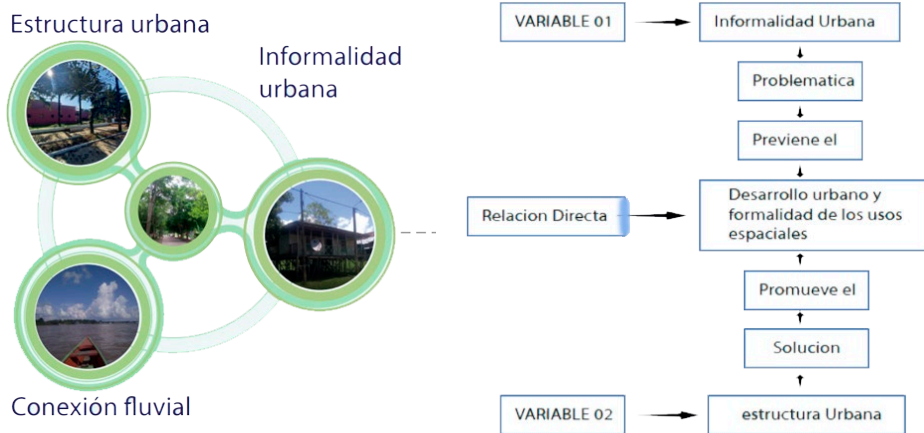 Estructura urbana
Informalidad
urbana
Conexión fluvial
VARIABLE 01
Informalidad Urbana
Problematica
Previene el
Relacion Directa
Desarrollo urbano y
formalidad de los usos
espaciales
Promueve el
Solucion
VARIABLE 02
estructura Urbana